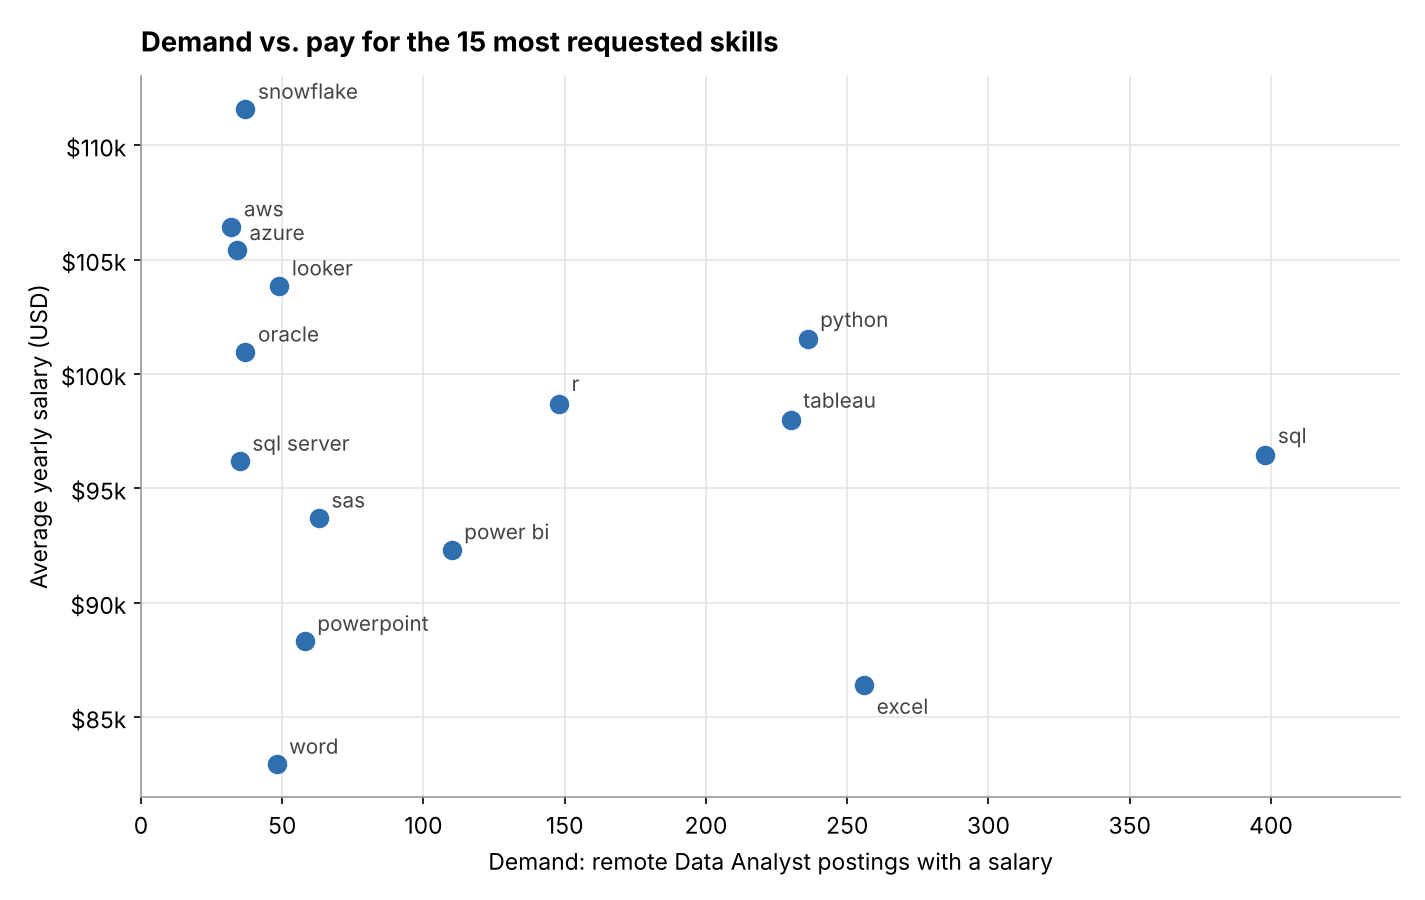 Demand vs. pay for the 15 most requested skills
snowflake
$110k
aws
azure
$105k
looker
python
oracle
$100k
r
tableau
sql
sql server
$95k
sas
power bi
$90k
powerpoint
excel
$85k
word
Average yearly salary (USD)
0 50 100 150 200 250 300 350 400
Demand: remote Data Analyst postings with a salary